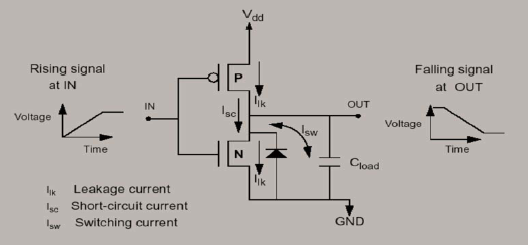 Vdd
Rising signal
at IN
Voltage
Time
IN
P
Ilk
Isc
Isw
OUT
N
Ilk
Cload
GND
Falling signal
at OUT
Voltage
Time
Ilk Leakage current
Isc Short-circuit current
Isw Switching current